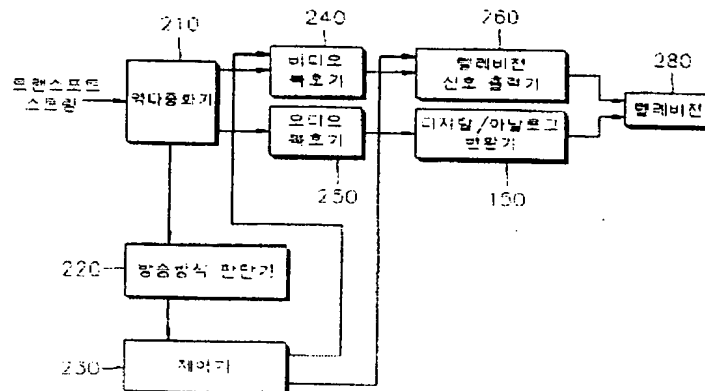 210
240
260
280
트랜스포트
스트림
역다중화기
비디오
복호기
텔레비전
신호 출력기
텔레비전
오디오
복호기
디지탈/아날로그
변환기
250
150
220
방송방식 판단기
230
제어기